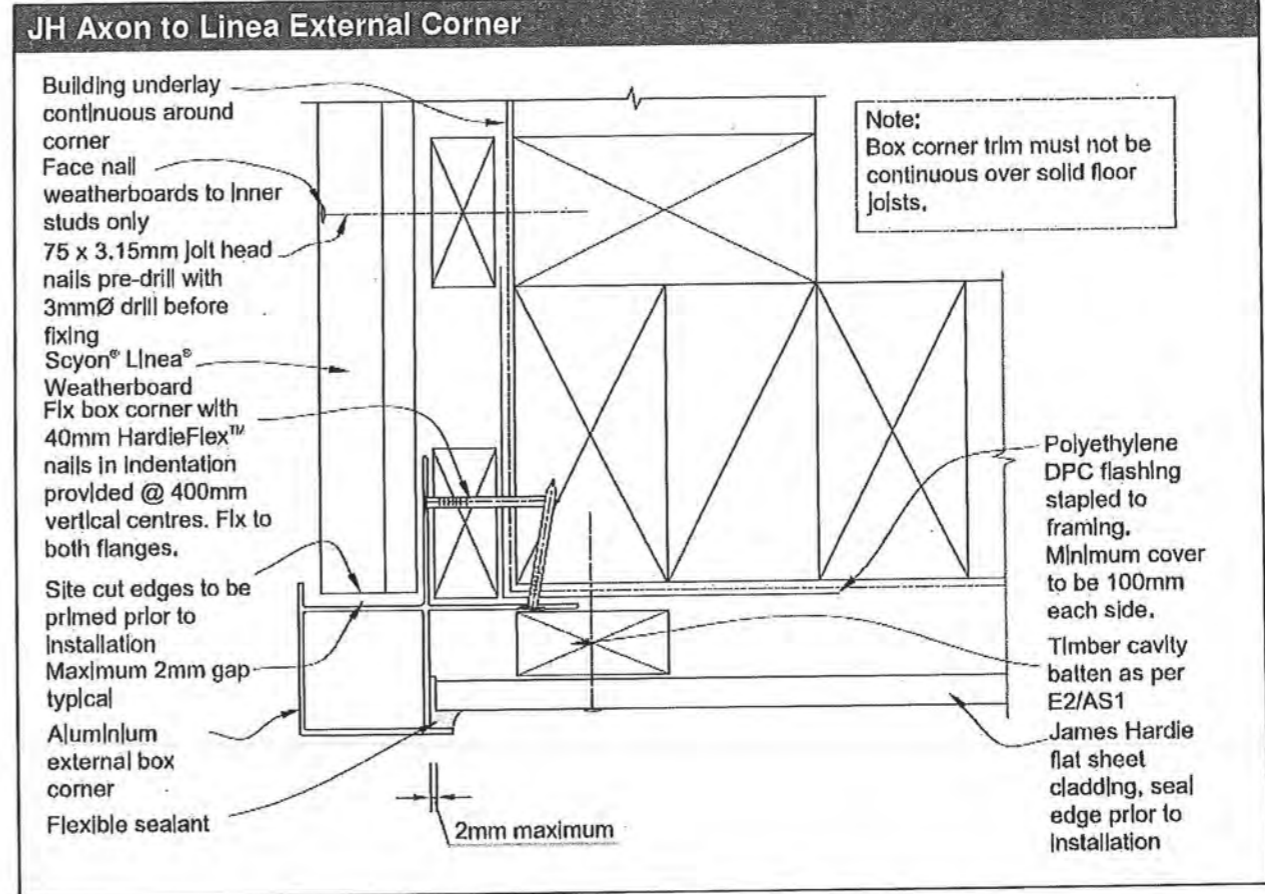 JH Axon to Linea External Corner
Building underlay
continuous around
corner
Face nail
weatherboards to inner
studs only
75 x 3.15mm jolt head
nails pre-drill with
3mmØ drill before
fixing
Scyon® Linea®
Weatherboard
Fix box corner with
40mm HardieFlex™
nails in indentation
provided @ 400mm
vertical centres. Fix to
both flanges.
Site cut edges to be
primed prior to
installation
Maximum 2mm gap
typical
Aluminium
external box
corner
Flexible sealant
2mm maximum
Note:
Box corner trim must not be
continuous over solid floor
joists.
Polyethylene
DPC flashing
stapled to
framing.
Minimum cover
to be 100mm
each side.
Timber cavity
batten as per
E2/AS1
James Hardie
flat sheet
cladding, seal
edge prior to
installation